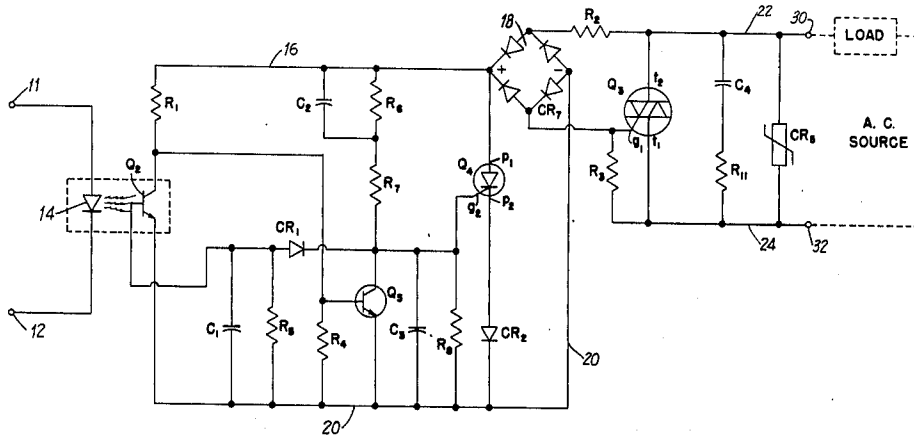 18
R2
22
30
LOAD
16
CR7
+
-
t2
Q3
g1
t1
11
R1
C2
R6
C4
A. C.
SOURCE
CR5
Q2
R7
Q4
P1
g2
P2
R3
R11
14
CR1
24
32
Q5
12
C1
R5
R4
C3
R8
CR2
20
20